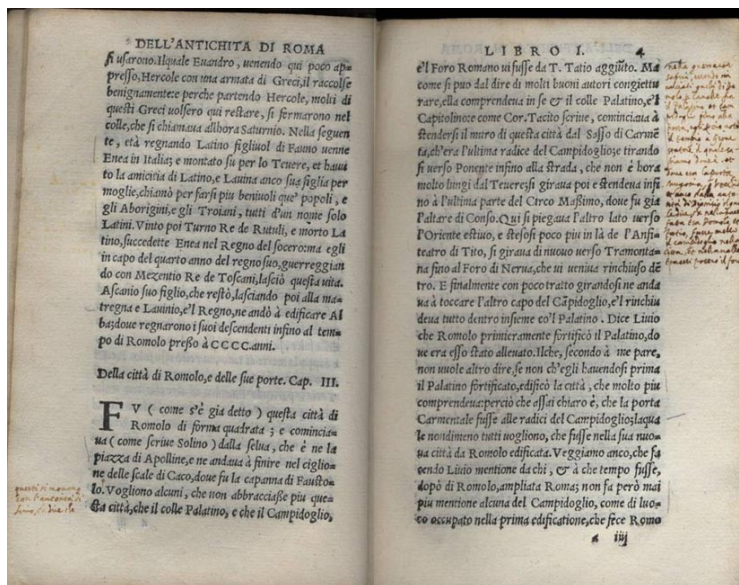 DELL'ANTICHITA DI ROMA
si usarono. Il quale Euandro, uenendo qui poco ap=
presso, Hercole con una armata di Greci, il raccolse
benignamente: e perche partendo Hercole, molti di
questi Greci uolsero qui restare, si fermarono nel
colle, che si chiamaua allhora Saturnio. Nella seguen
te, età regnando Latino figliuol di Fauno uenne
Enea in Italia; e montato su per lo Teuere, et hauu
to la amicitia di Latino, e Lauina anco sua figlia per
moglie, chiamò per farsi piu beniuoli que' popoli, e
gli Aborigini, e gli Troiani, tutti d'un nome solo
Latini. Vinto poi Turno Re de Rutuli, e morto La
tino, succedette Enea nel Regno del socero: ma egli
in capo del quarto anno del regno suo, guerreggian
do con Mezentio Re de Toscani, lasciò questa uita.
Ascanio suo figlio, che restò, lasciando poi alla ma=
tregna e Lauinio, e'l Regno, ne andò à edificare Al
ba; doue regnarono i suoi descendenti infino al tem=
po di Romolo presso à CCCC. anni.
Della città di Romolo, e delle sue porte. Cap. III.
FV ( come s'è gia detto ) questa città di
Romolo di forma quadrata ; e comincia=
ua ( come scriue Solino ) dalla selua, che è ne la
piazza di Apolline, e ne andaua à finire nel ciglio=
ne delle scale di Caco, doue fu la capanna di Faustu=
lo. Vogliono alcuni, che non abbracciasse piu que=
sta città, che il colle Palatino, e che il Campidoglio,
LIBRO I. 4
e'l Foro Romano ui fusse da T. Tatio aggiūto. Ma
come si puo dal dire di molti buoni autori congiettu
rare, ella comprendeua in se & il colle Palatino, e'l
Capitolino: e come Cor. Tacito scriue, cominciaua à
stendersi il muro di questa città dal Sasso di Carmē
ta, ch'era l'ultima radice del Campidoglio; e tirando
si uerso Ponente infino alla strada, che non è hora
molto lungi dal Teuere; si giraua poi e stendeua infi
no à l'ultima parte del Circo Massimo, doue fu gia
l'altare di Conso. Qui si piegaua l'altro lato uerso
l'Oriente estiuo, e stesosi poco piu in là de l'Anfi=
teatro di Tito, si giraua di nuouo uerso Tramonta=
na fino al Foro di Nerua, che ui ueniua rinchiuso dē
tro. E finalmente con poco tratto girandosi ne anda
ua à toccare l'altro capo del Cāpidoglio, e'l rinchiu
deua tutto dentro insieme co'l Palatino. Dice Liuio
che Romolo primieramente fortificò il Palatino, do
ue era esso stato alleuato. Ilche, secondo à me pare,
non uuole altro dire, se non ch'egli hauendosi prima
il Palatino fortificato, edificò la città, che molto piu
comprendeua: perciò che assai chiaro è, che la porta
Carmentale fusse alle radici del Campidoglio; laqua
le nondimeno tutti uogliono, che fusse nella sua nuo=
ua città da Romolo edificata. Veggiamo anco, che fa
cendo Liuio mentione da chi, & à che tempo fusse,
dopò di Romolo, ampliata Roma; non fa però mai
piu mentione alcuna del Campidoglio, come di luo=
co occupato nella prima edificatione, che fece Romo
a iiij